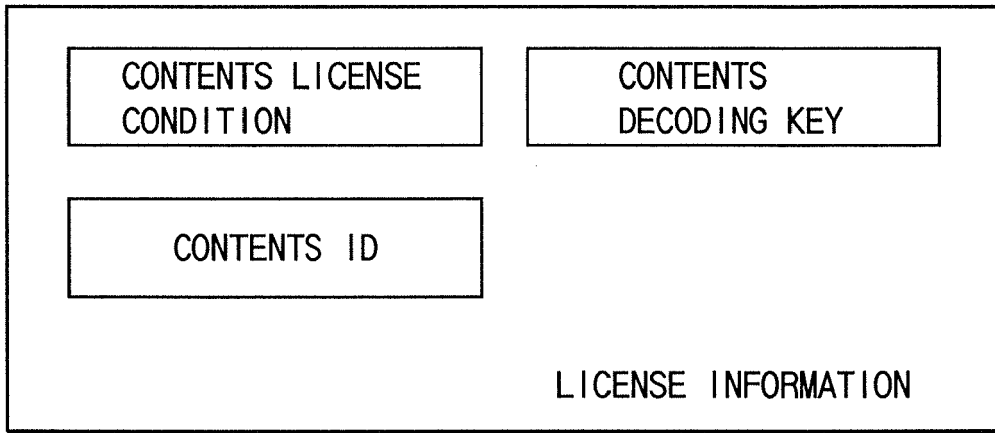 CONTENTS LICENSE
CONDITION
CONTENTS
DECODING KEY
CONTENTS ID
LICENSE INFORMATION